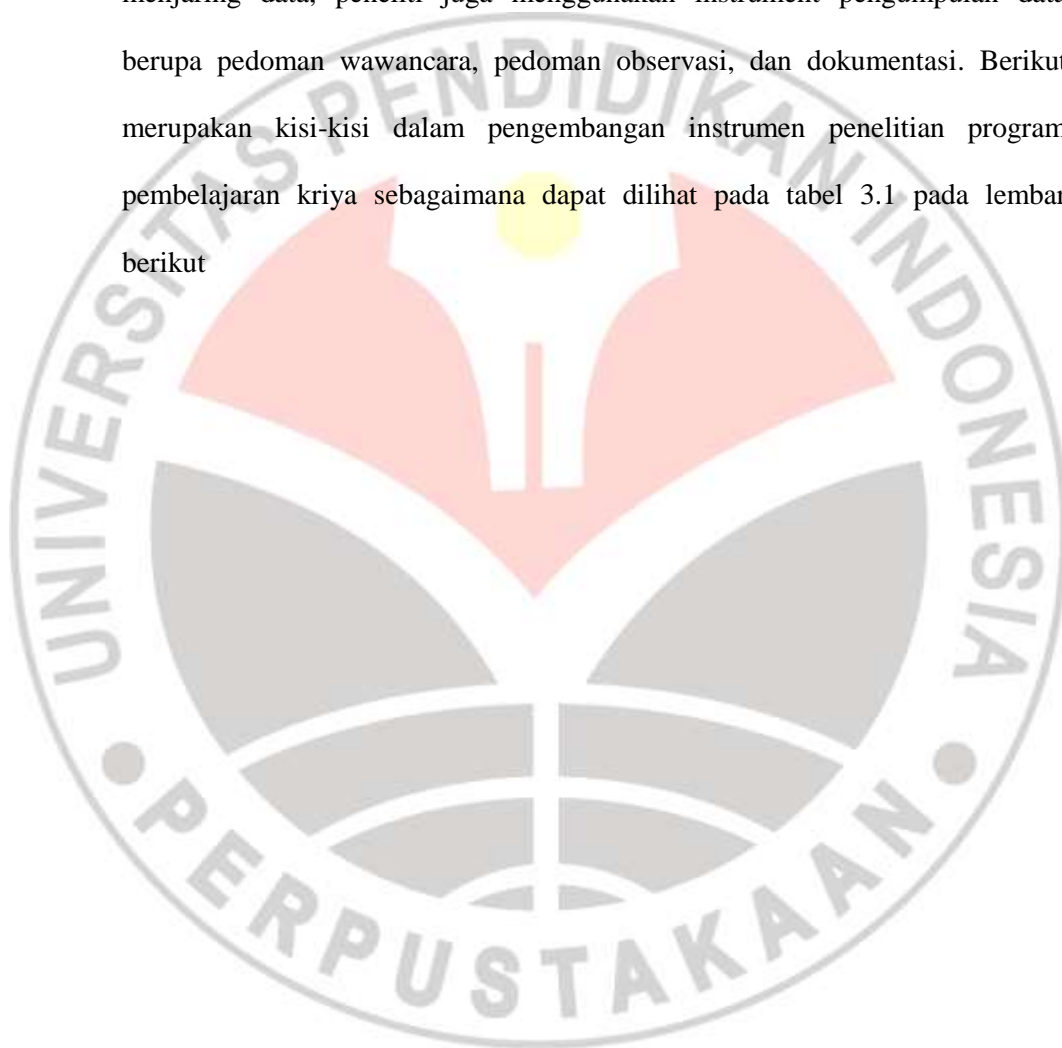 menjaring data, peneliti juga menggunakan instrument pengumpulan data
berupa pedoman wawancara, pedoman observasi, dan dokumentasi. Berikut
merupakan kisi-kisi dalam pengembangan instrumen penelitian program
pembelajaran kriya sebagaimana dapat dilihat pada tabel 3.1 pada lembar
berikut
UNIVERSITAS PENDIDIKAN INDONESIA
PERPUSTAKAAN